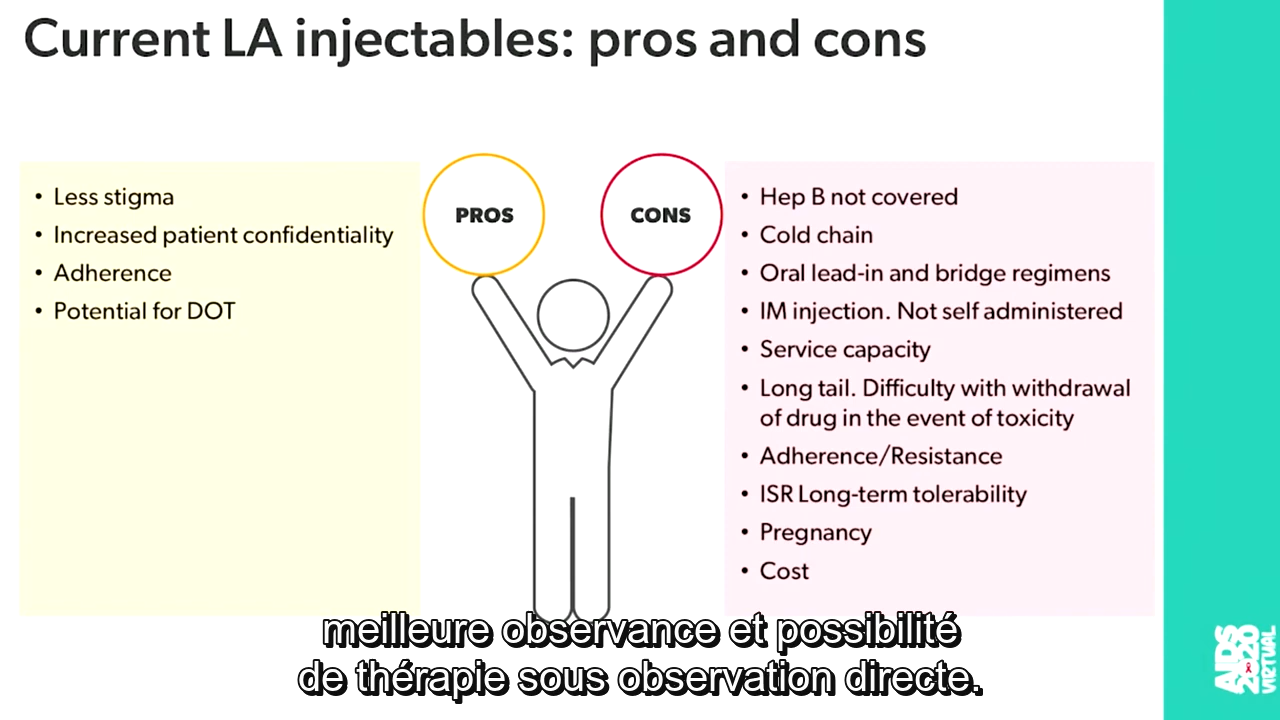 Current LA injectables: pros and cons
• Less stigma
• Increased patient confidentiality
• Adherence
• Potential for DOT
PROS
CONS
• Hep B not covered
• Cold chain
• Oral lead-in and bridge regimens
• IM injection. Not self administered
• Service capacity
• Long tail. Difficulty with withdrawal
of drug in the event of toxicity
• Adherence/Resistance
• ISR Long-term tolerability
• Pregnancy
• Cost
meilleure observance et possibilité
de thérapie sous observation directe.
AIDS
2020
VIRTUAL